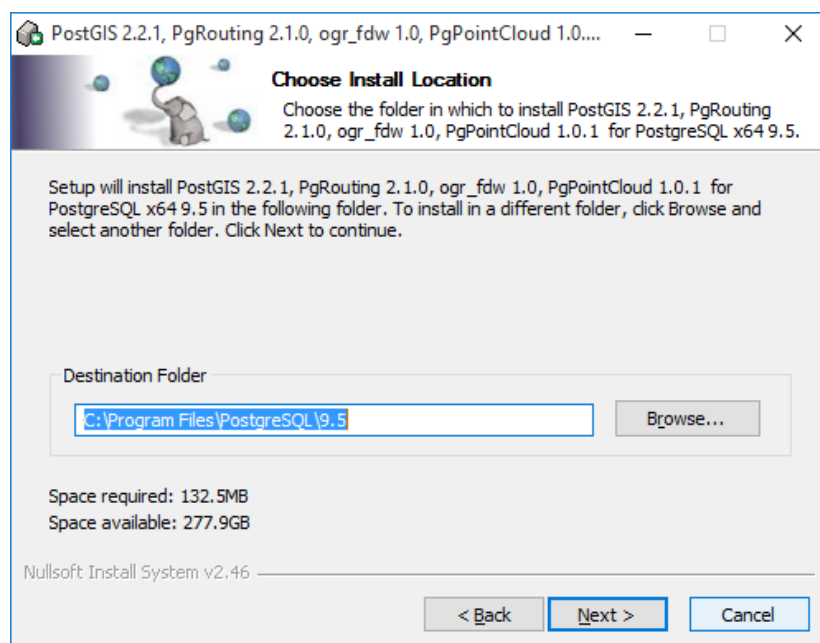 PostGIS 2.2.1, PgRouting 2.1.0, ogr_fdw 1.0, PgPointCloud 1.0....
Choose Install Location
Choose the folder in which to install PostGIS 2.2.1, PgRouting
2.1.0, ogr_fdw 1.0, PgPointCloud 1.0.1 for PostgreSQL x64 9.5.
Setup will install PostGIS 2.2.1, PgRouting 2.1.0, ogr_fdw 1.0, PgPointCloud 1.0.1 for
PostgreSQL x64 9.5 in the following folder. To install in a different folder, click Browse and
select another folder. Click Next to continue.
Destination Folder
C:\Program Files\PostgreSQL\9.5
Browse...
Space required: 132.5MB
Space available: 277.9GB
Nullsoft Install System v2.46
< Back Next > Cancel